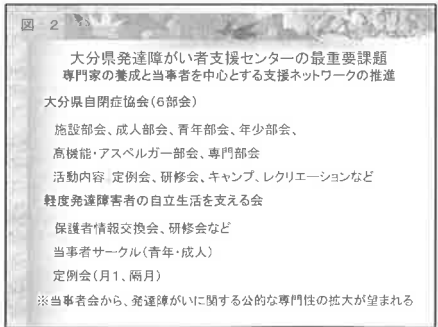 図-2
大分県発達障がい者支援センターの最重要課題
専門家の養成と当事者を中心とする支援ネットワークの推進
大分県自閉症協会(6部会)
施設部会、成人部会、青年部会、年少部会、
高機能・アスペルガー部会、専門部会
活動内容 定例会、研修会、キャンプ、レクリエーションなど
軽度発達障害者の自立生活を支える会
保護者情報交換会、研修会など
当事者サークル(青年・成人)
定例会(月1、隔月)
※当事者会から、発達障がいに関する公的な専門性の拡大が望まれる